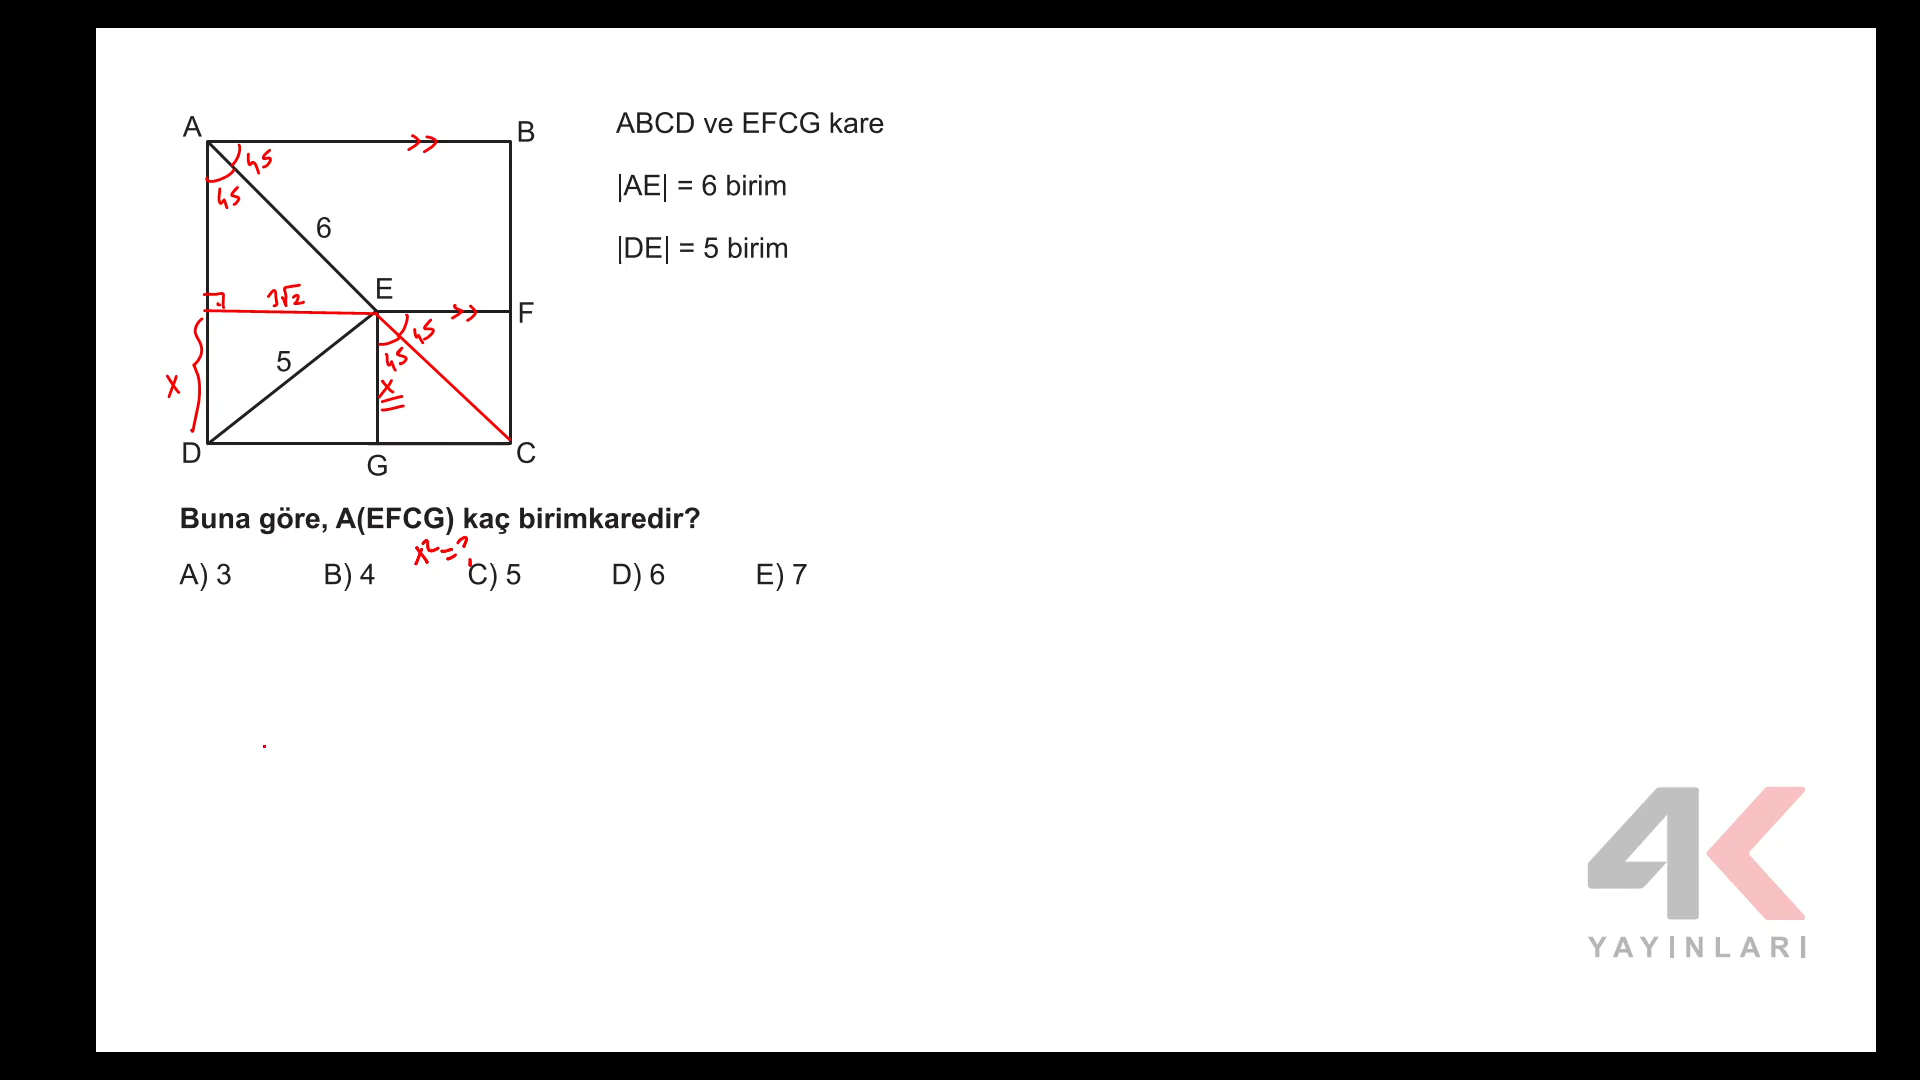 ABCD ve EFCG kare
|AE| = 6 birim
|DE| = 5 birim
A
B
45
45
6
E
3√2
F
45
5
45
x
x
D
G
C
Buna göre, A(EFCG) kaç birimkaredir?
x²=?
A) 3 B) 4 C) 5 D) 6 E) 7
4K
YAYINLARI